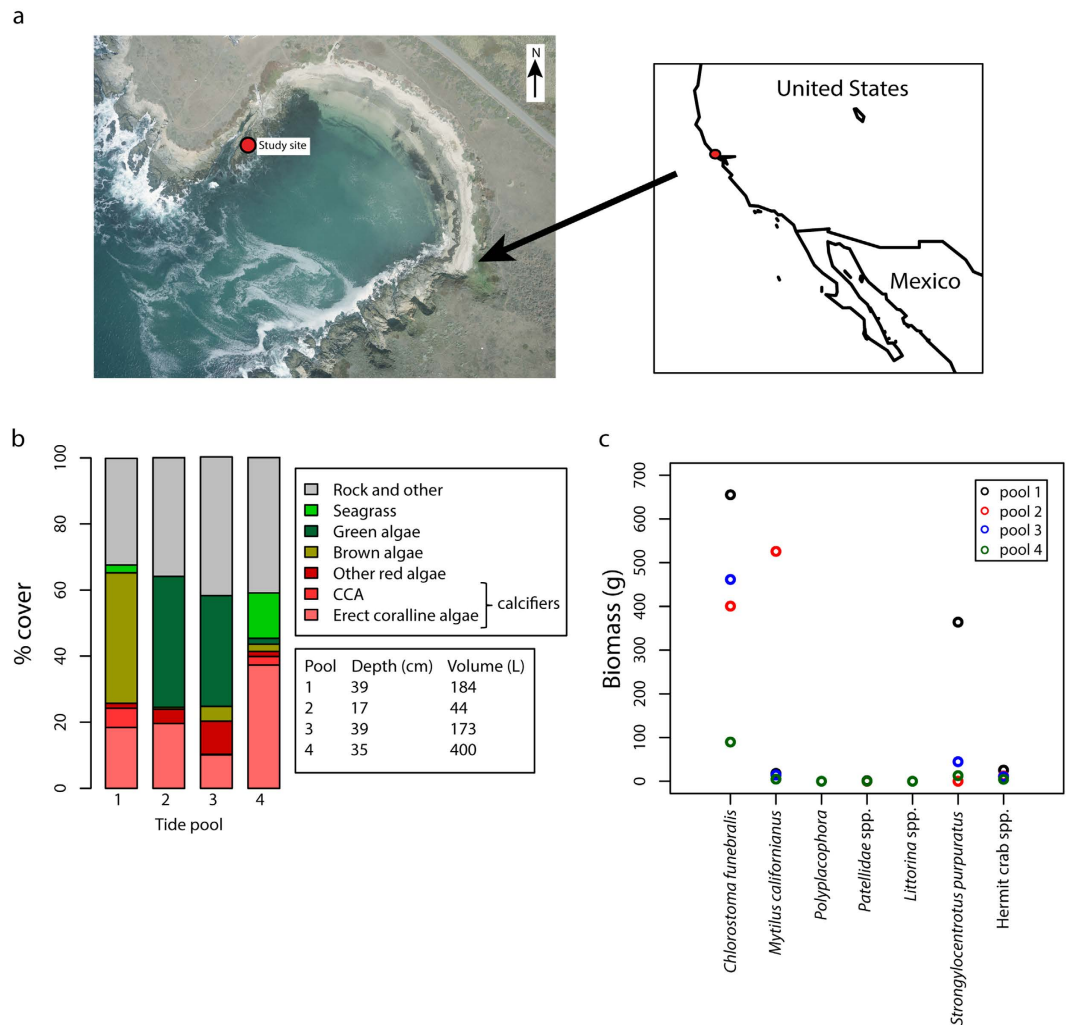 a
N
Study site
United States
Mexico
b
% cover
100
80
60
40
20
0
1 2 3 4
Tide pool
Rock and other
Seagrass
Green algae
Brown algae
Other red algae
CCA
Erect coralline algae
calcifiers
Pool Depth (cm) Volume (L)
1 39 184
2 17 44
3 39 173
4 35 400
c
Biomass (g)
700
600
500
400
300
200
100
0
pool 1
pool 2
pool 3
pool 4
Chlorostoma funebralis
Mytilus californianus
Polyplacophora
Patellidae spp.
Littorina spp.
Strongylocentrotus purpuratus
Hermit crab spp.